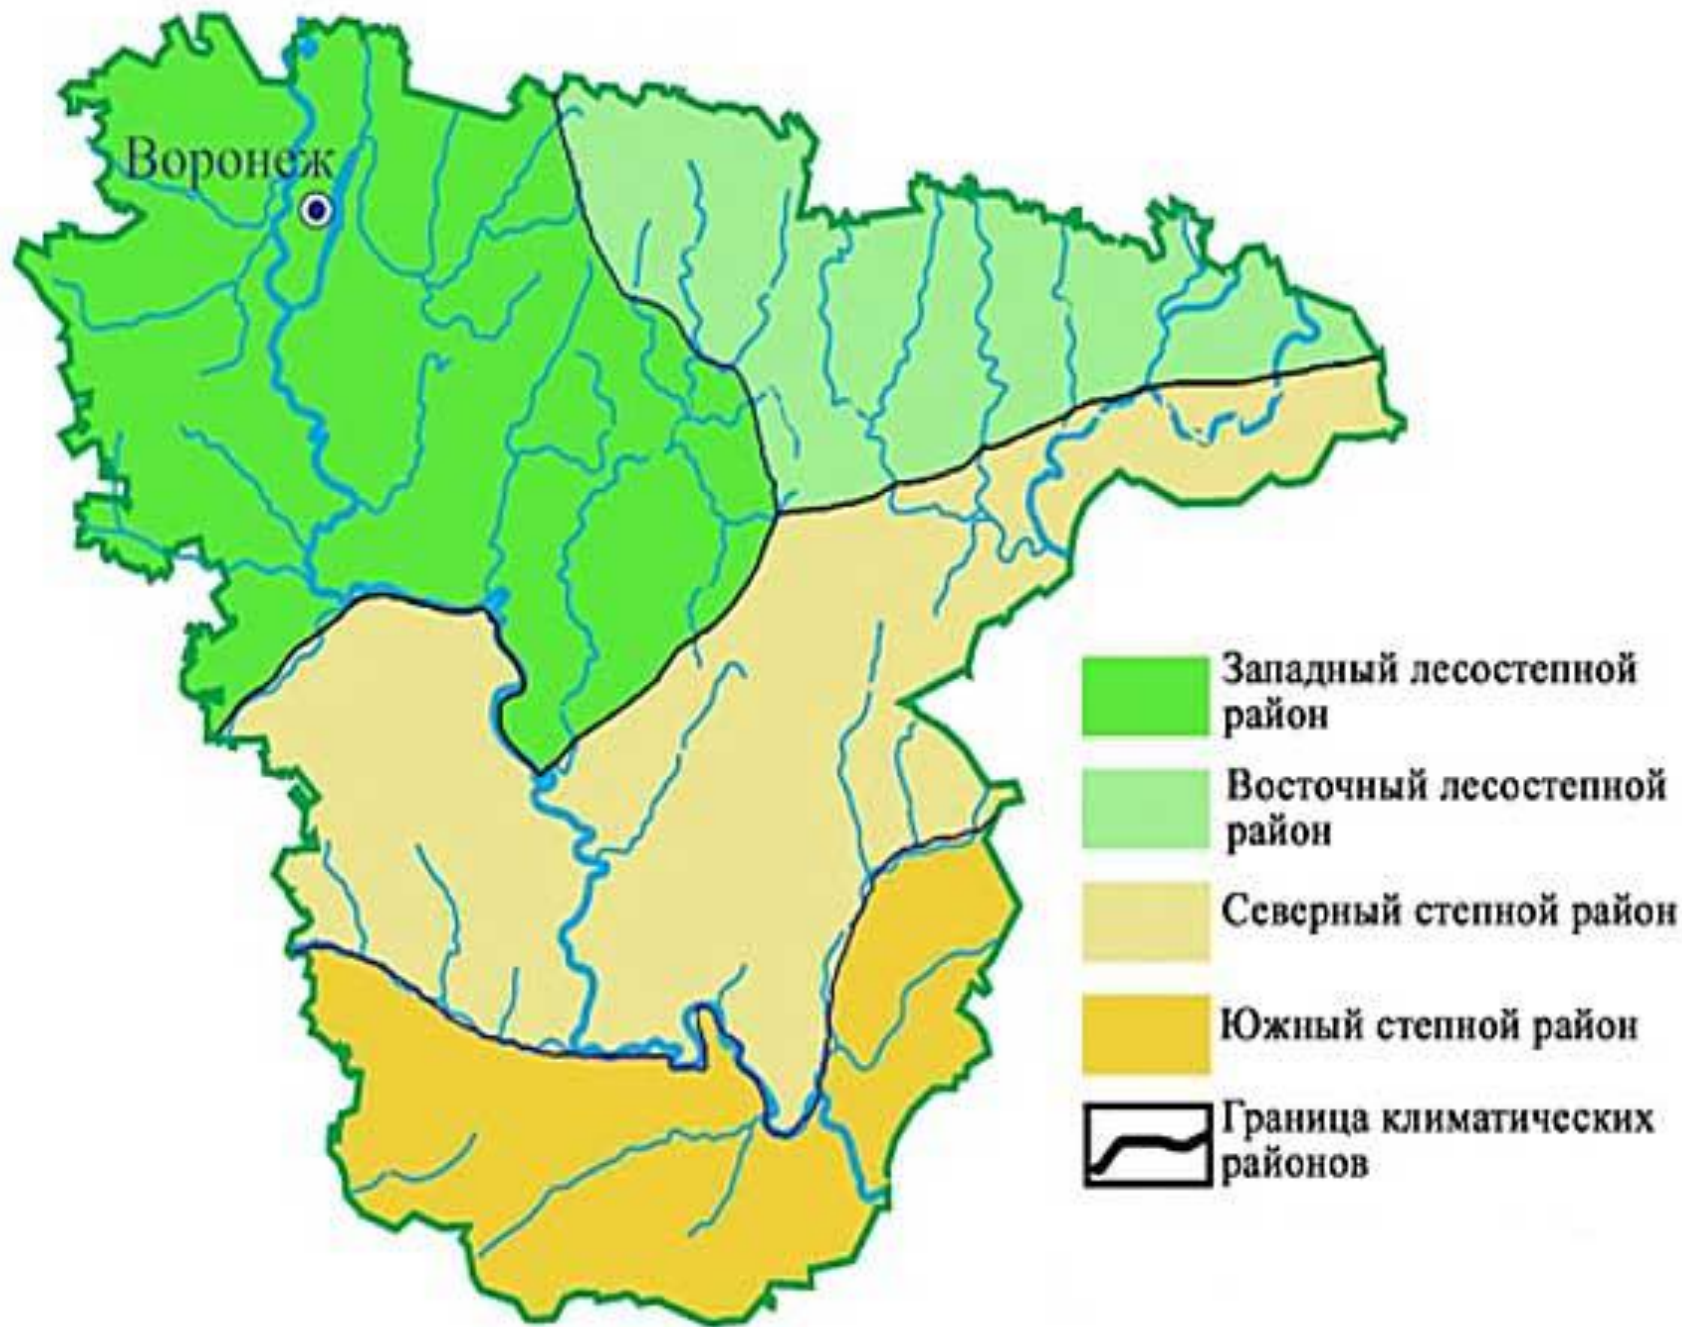 Воронеж
Западный лесостепной
район
Восточный лесостепной
район
Северный степной район
Южный степной район
Граница климатических
районов